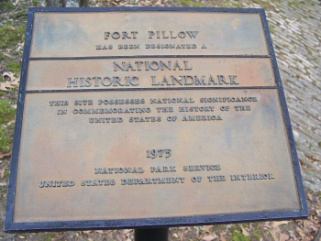 FORT PILLOW
HAS BEEN DESIGNATED A
NATIONAL
HISTORIC LANDMARK
THIS SITE POSSESSES NATIONAL SIGNIFICANCE
IN COMMEMORATING THE HISTORY OF THE
UNITED STATES OF AMERICA
1975
NATIONAL PARK SERVICE
UNITED STATES DEPARTMENT OF THE INTERIOR